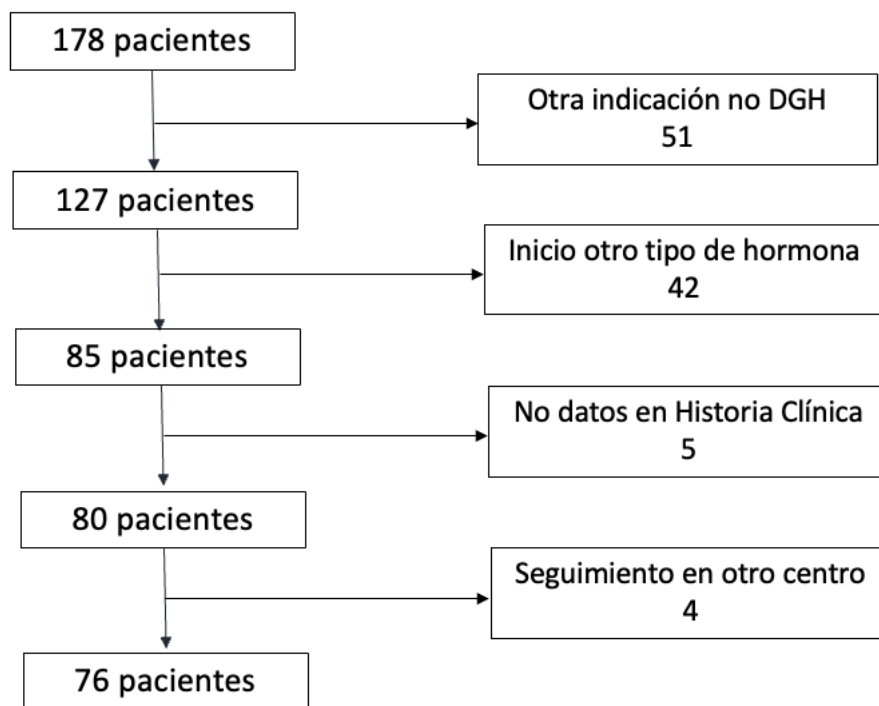 178 pacientes
Otra indicación no DGH
51
127 pacientes
Inicio otro tipo de hormona
42
85 pacientes
No datos en Historia Clínica
5
80 pacientes
Seguimiento en otro centro
4
76 pacientes